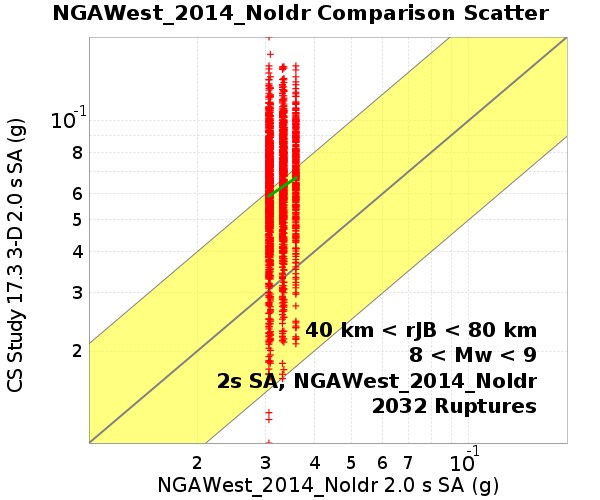 NGAWest_2014_NoIdr Comparison Scatter
CS Study 17.3 3-D 2.0 s SA (g)
10^-1
8
6
5
4
3
2
40 km < rJB < 80 km
8 < Mw < 9
2s SA, NGAWest_2014_NoIdr
2032 Ruptures
2 3 4 5 6 7 10^-1
NGAWest_2014_NoIdr 2.0 s SA (g)